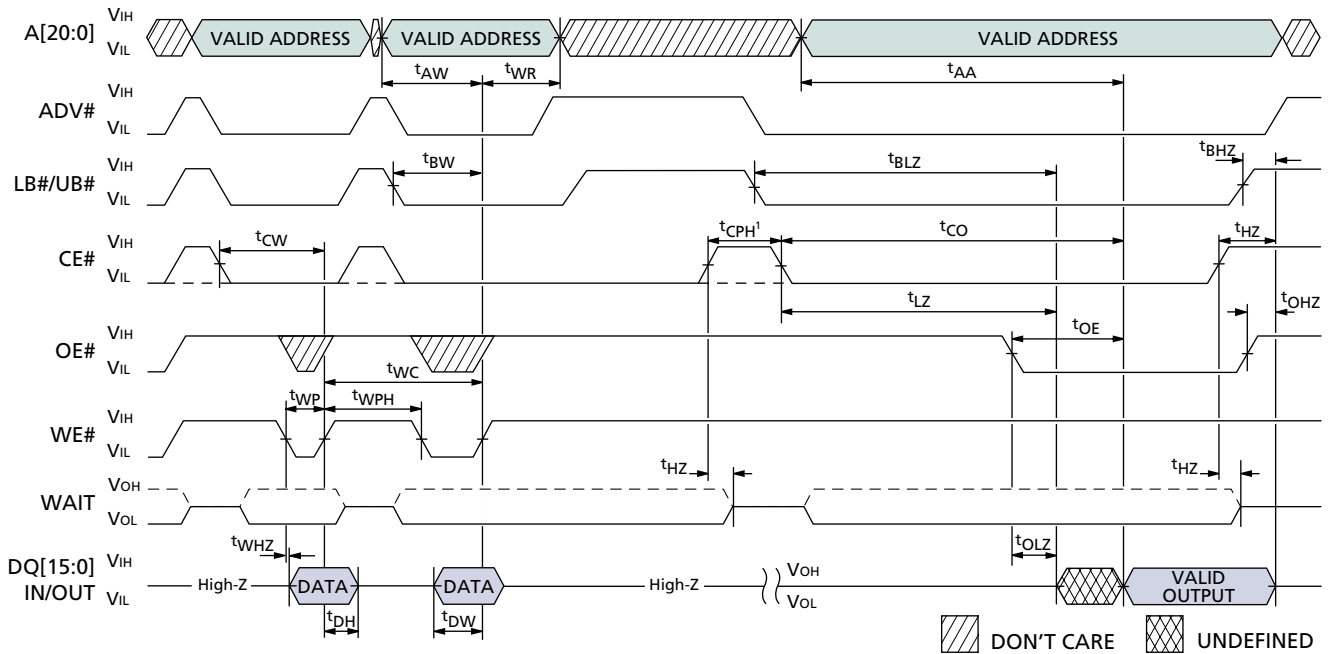 A[20:0] VIH VIL VALID ADDRESS VALID ADDRESS VALID ADDRESS
tAW tWR tAA
ADV# VIH VIL
LB#/UB# VIH VIL tBW tBLZ tBHZ
CE# VIH VIL tCW tCPH¹ tCO tHZ
tLZ tOHZ
OE# VIH VIL tOE
tWC
WE# VIH VIL tWP tWPH
WAIT VOH VOL tHZ tHZ
tWHZ tOLZ
DQ[15:0] IN/OUT VIH VIL High-Z DATA DATA High-Z VOH VOL VALID OUTPUT
tDH tDW
DON'T CARE UNDEFINED